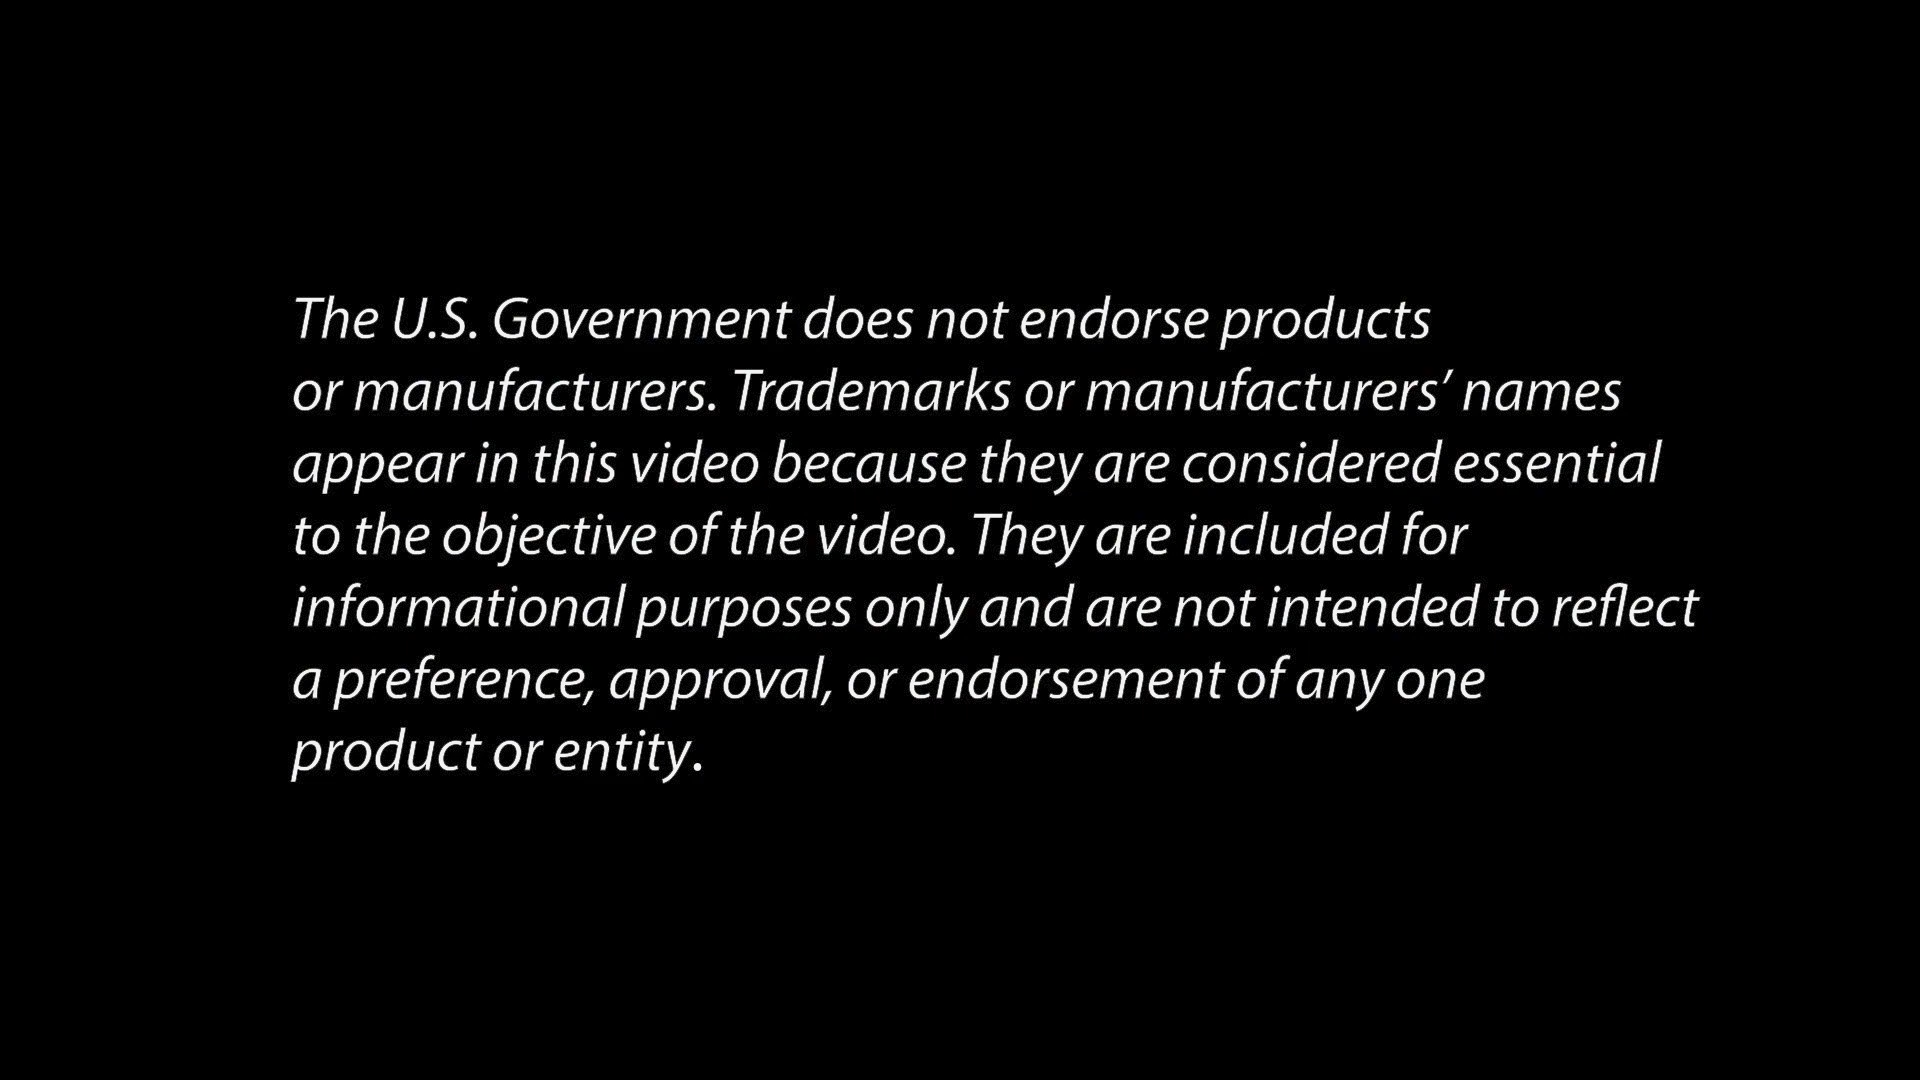 The U.S. Government does not endorse products
or manufacturers. Trademarks or manufacturers’ names
appear in this video because they are considered essential
to the objective of the video. They are included for
informational purposes only and are not intended to reflect
a preference, approval, or endorsement of any one
product or entity.